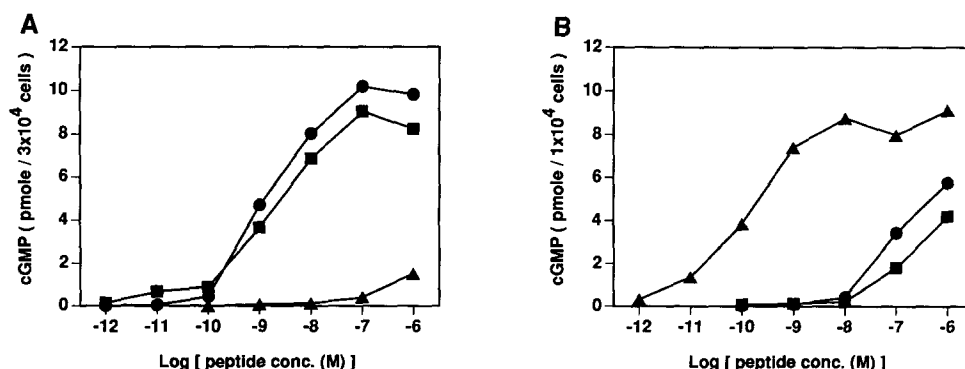 A
cGMP ( pmole / 3x10⁴ cells)
12
10
8
6
4
2
0
-12 -11 -10 -9 -8 -7 -6
Log [ peptide conc. (M) ]
B
cGMP ( pmole / 1x10⁴ cells)
12
10
8
6
4
2
0
-12 -11 -10 -9 -8 -7 -6
Log [ peptide conc. (M) ]